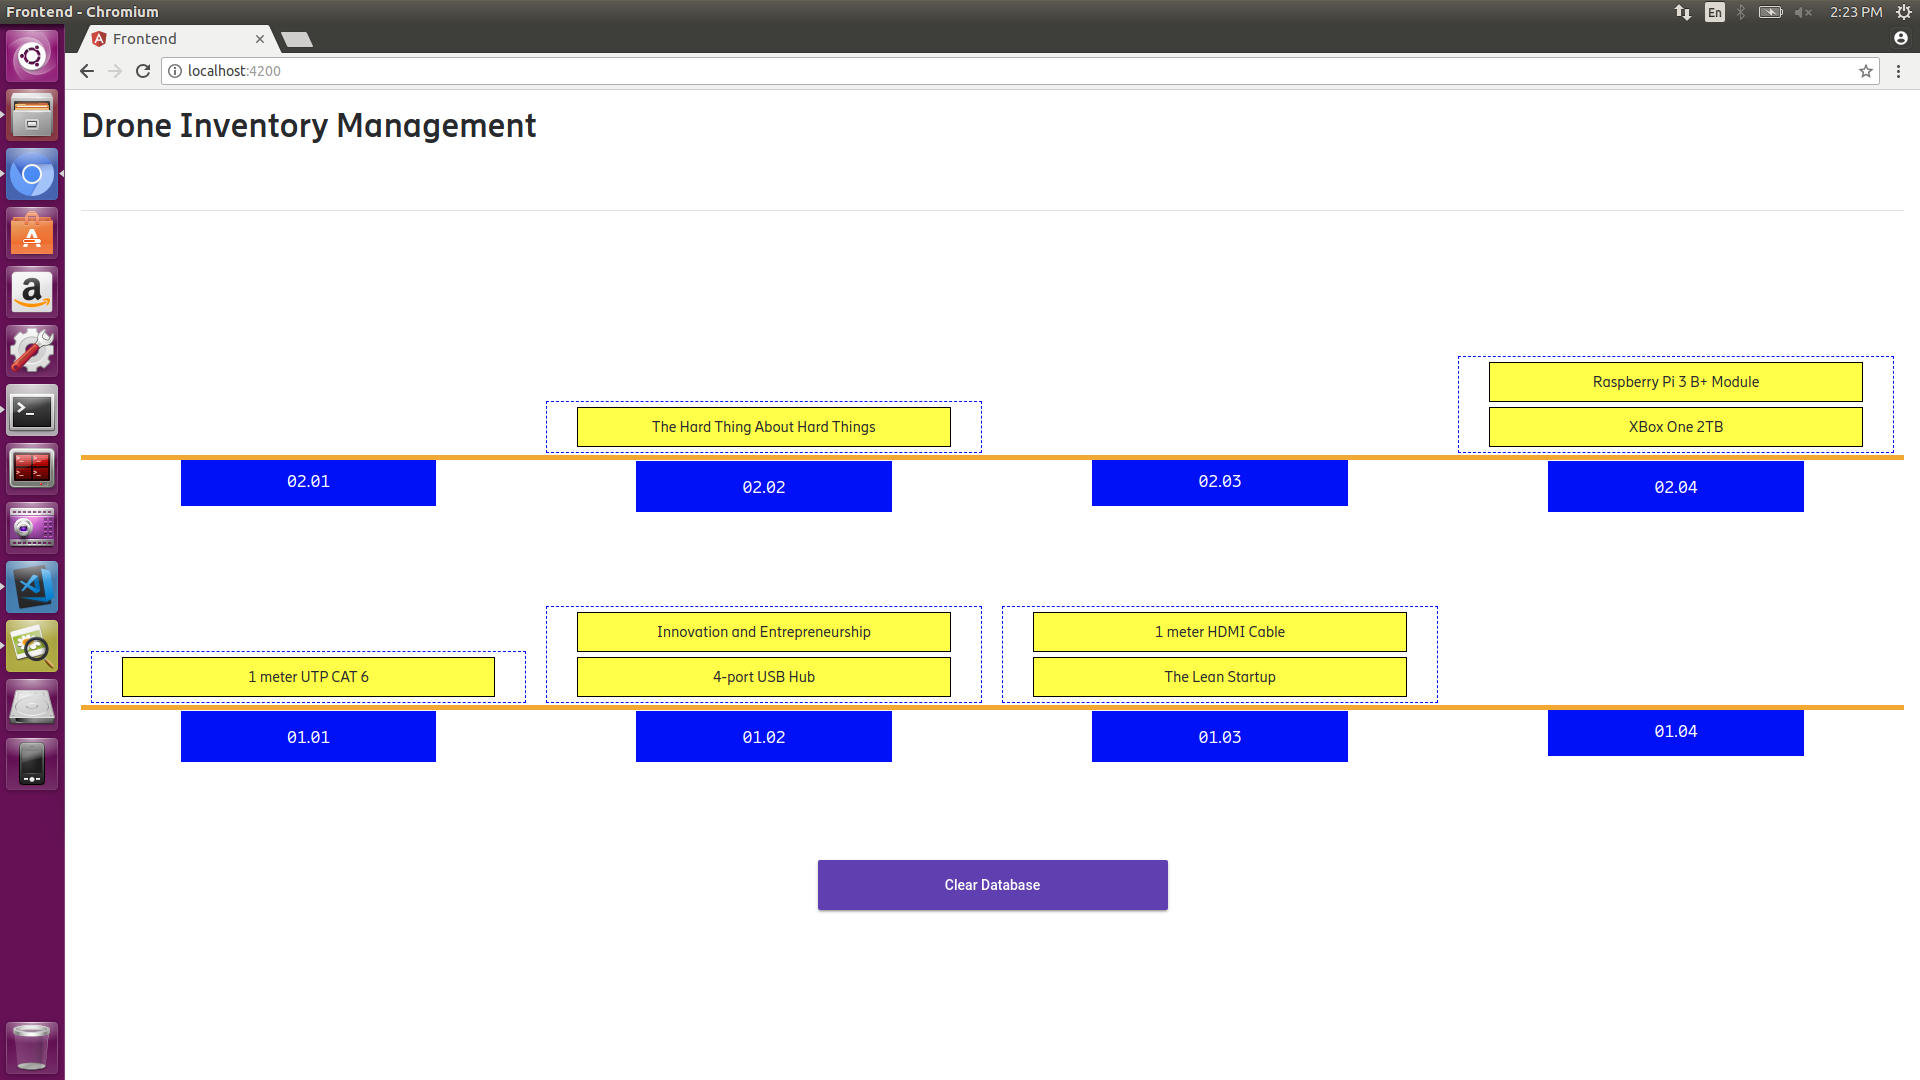 Frontend - Chromium
En
2:23 PM
Frontend
localhost:4200
Drone Inventory Management
Raspberry Pi 3 B+ Module
The Hard Thing About Hard Things
XBox One 2TB
02.01
02.02
02.03
02.04
Innovation and Entrepreneurship
1 meter HDMI Cable
1 meter UTP CAT 6
4-port USB Hub
The Lean Startup
01.01
01.02
01.03
01.04
Clear Database